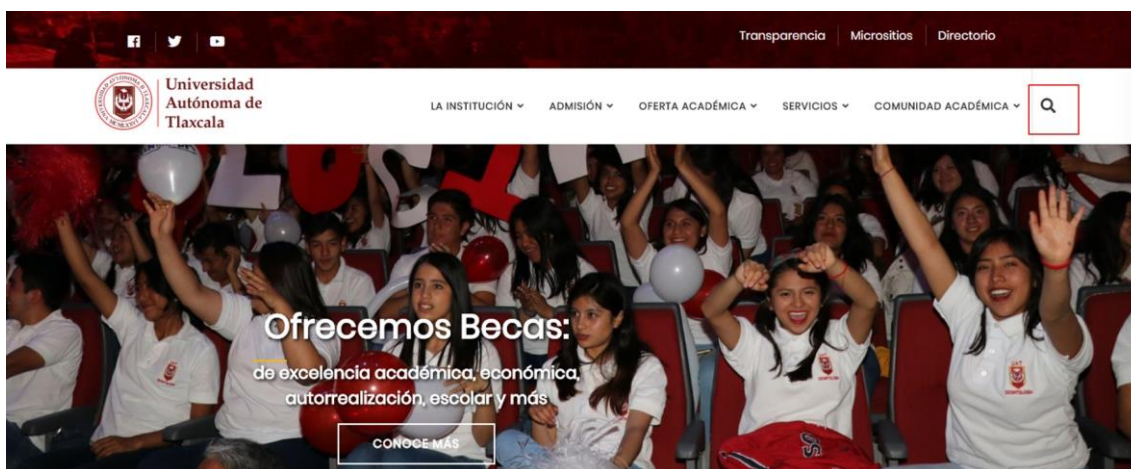 Transparencia Micrositios Directorio
Universidad
Autónoma de
Tlaxcala
LA INSTITUCIÓN ADMISIÓN OFERTA ACADÉMICA SERVICIOS COMUNIDAD ACADÉMICA
Ofrecemos Becas:
de excelencia académica, económica,
autorrealización, escolar y más
CONOCE MÁS